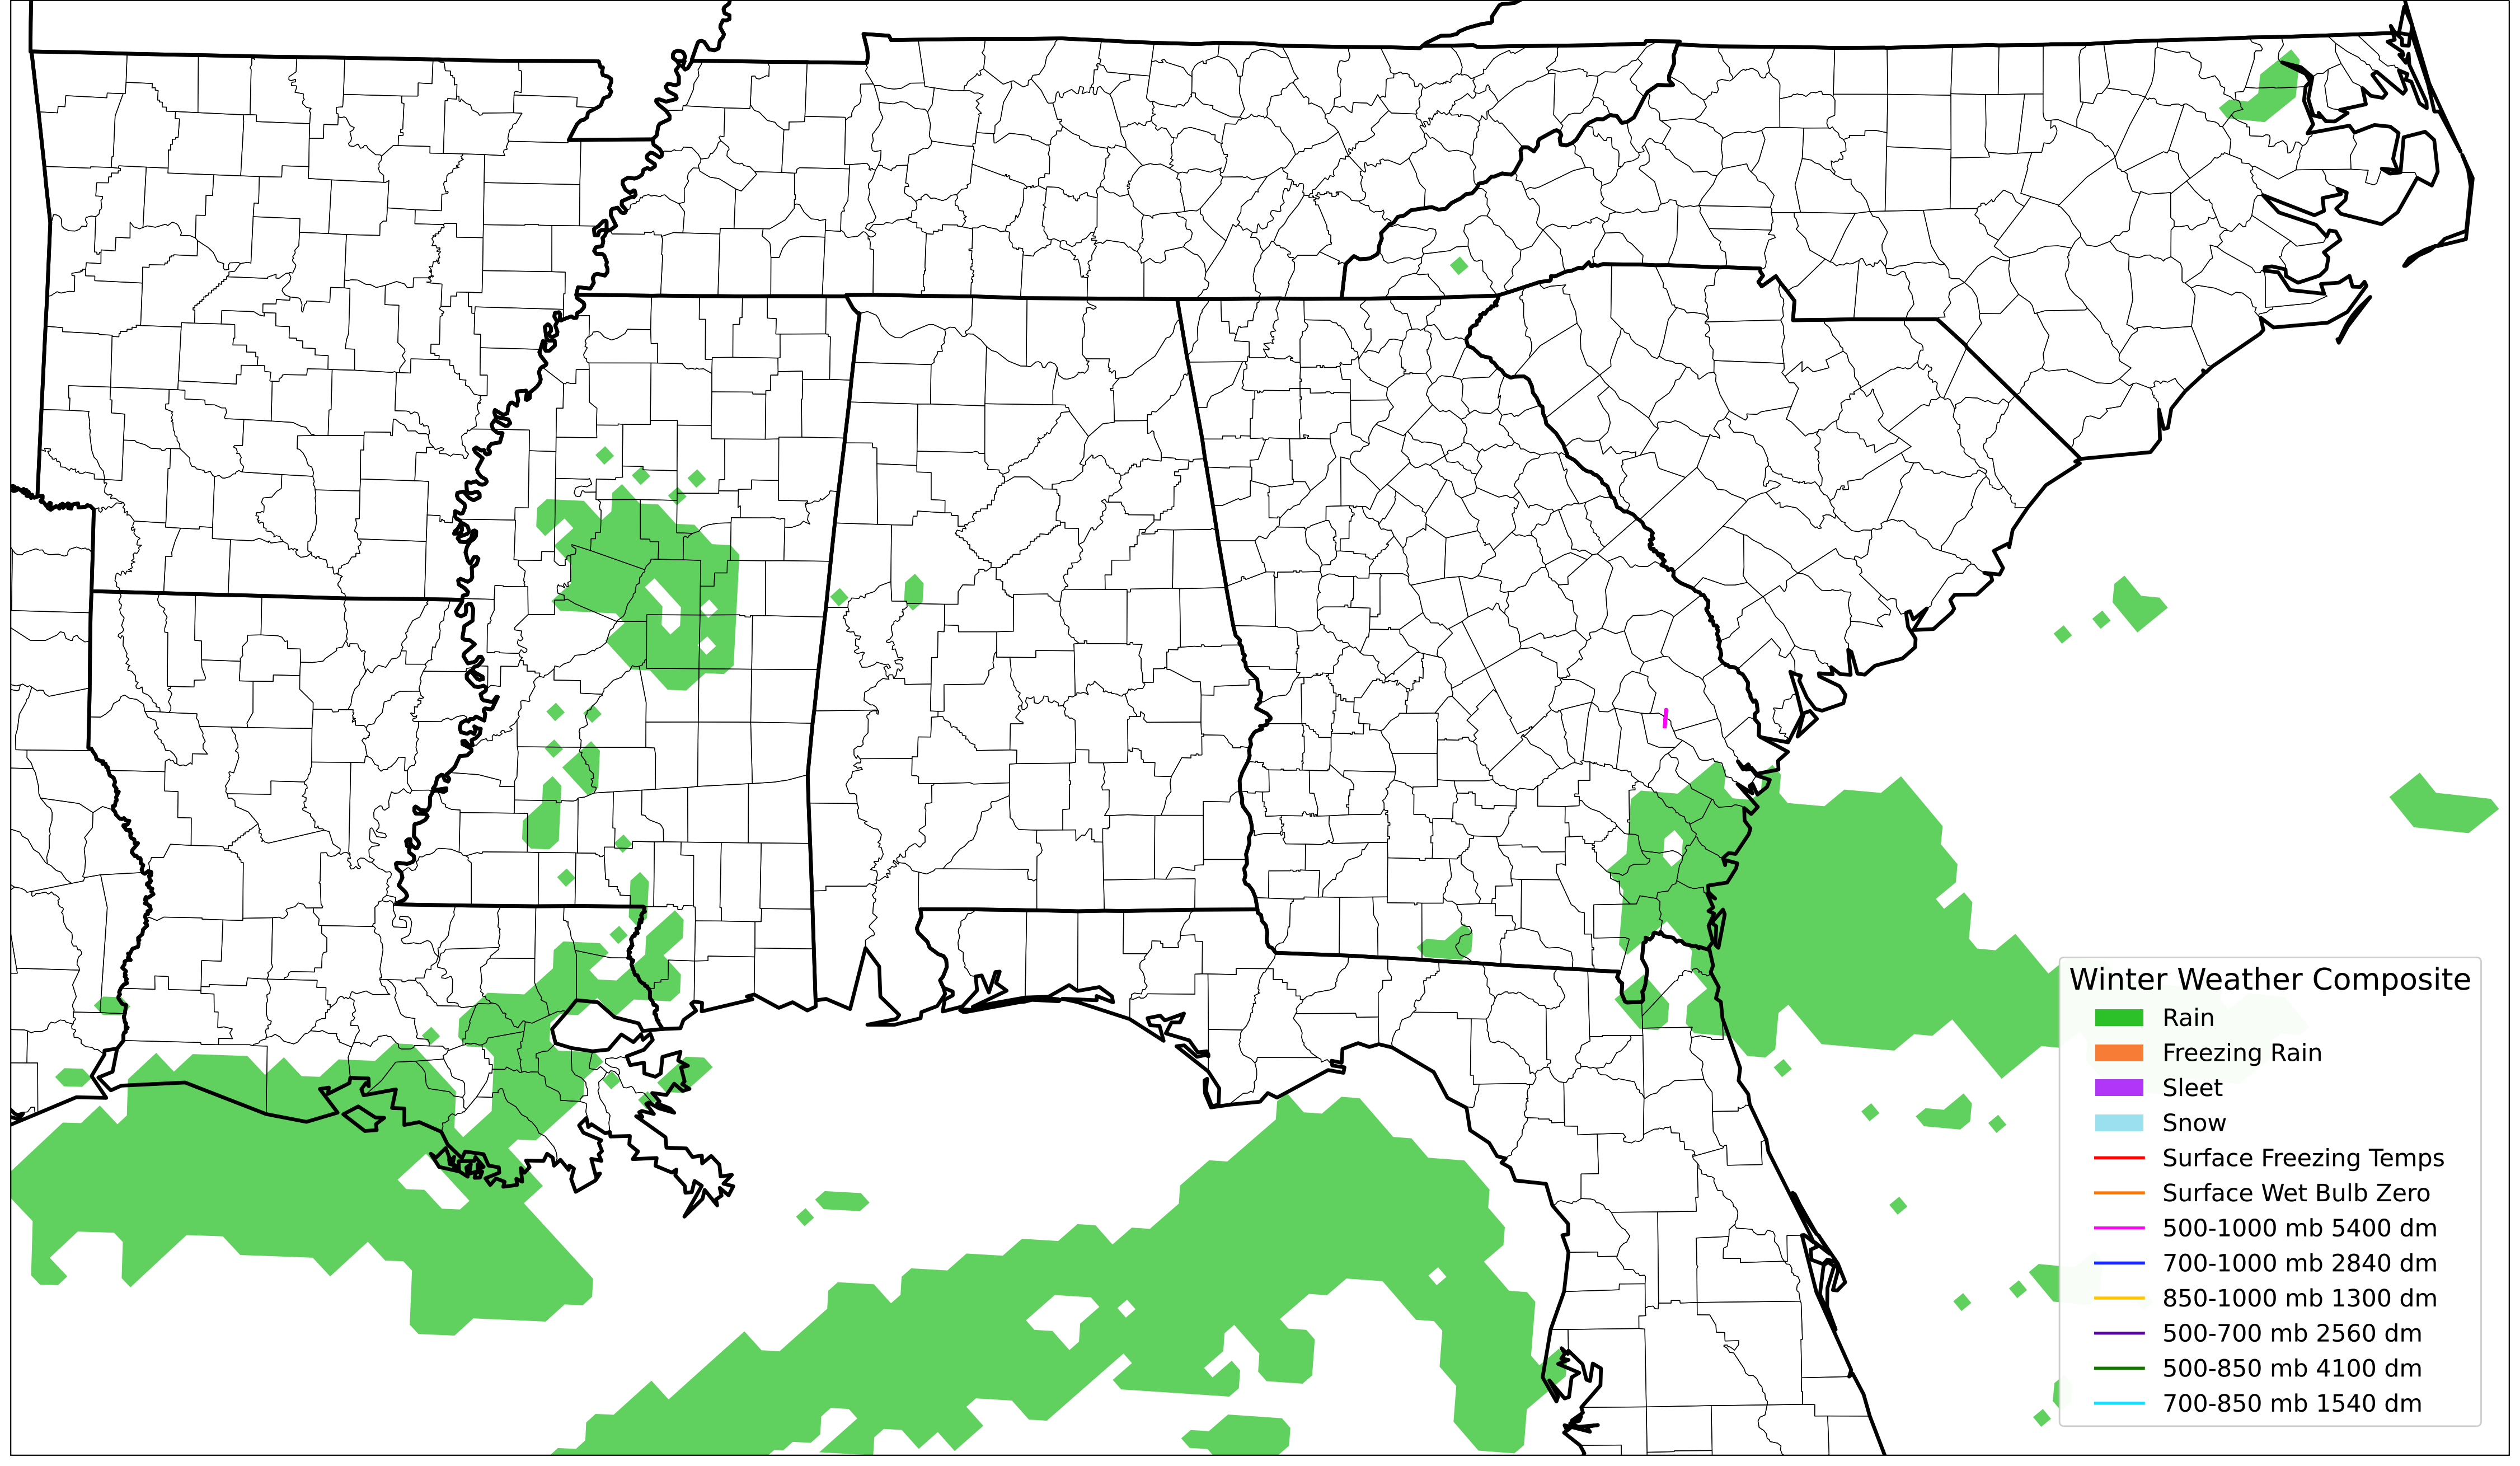 Winter Weather Composite
Rain
Freezing Rain
Sleet
Snow
Surface Freezing Temps
Surface Wet Bulb Zero
500-1000 mb 5400 dm
700-1000 mb 2840 dm
850-1000 mb 1300 dm
500-700 mb 2560 dm
500-850 mb 4100 dm
700-850 mb 1540 dm